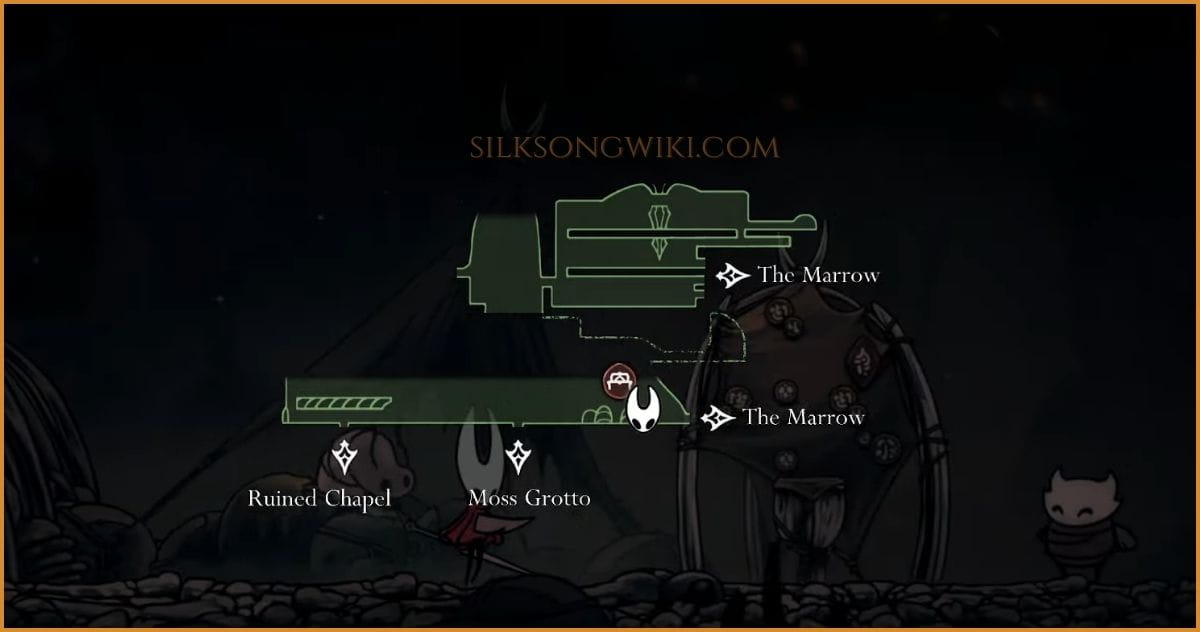 SILKSONGWIKI.COM
The Marrow
The Marrow
Ruined Chapel
Moss Grotto